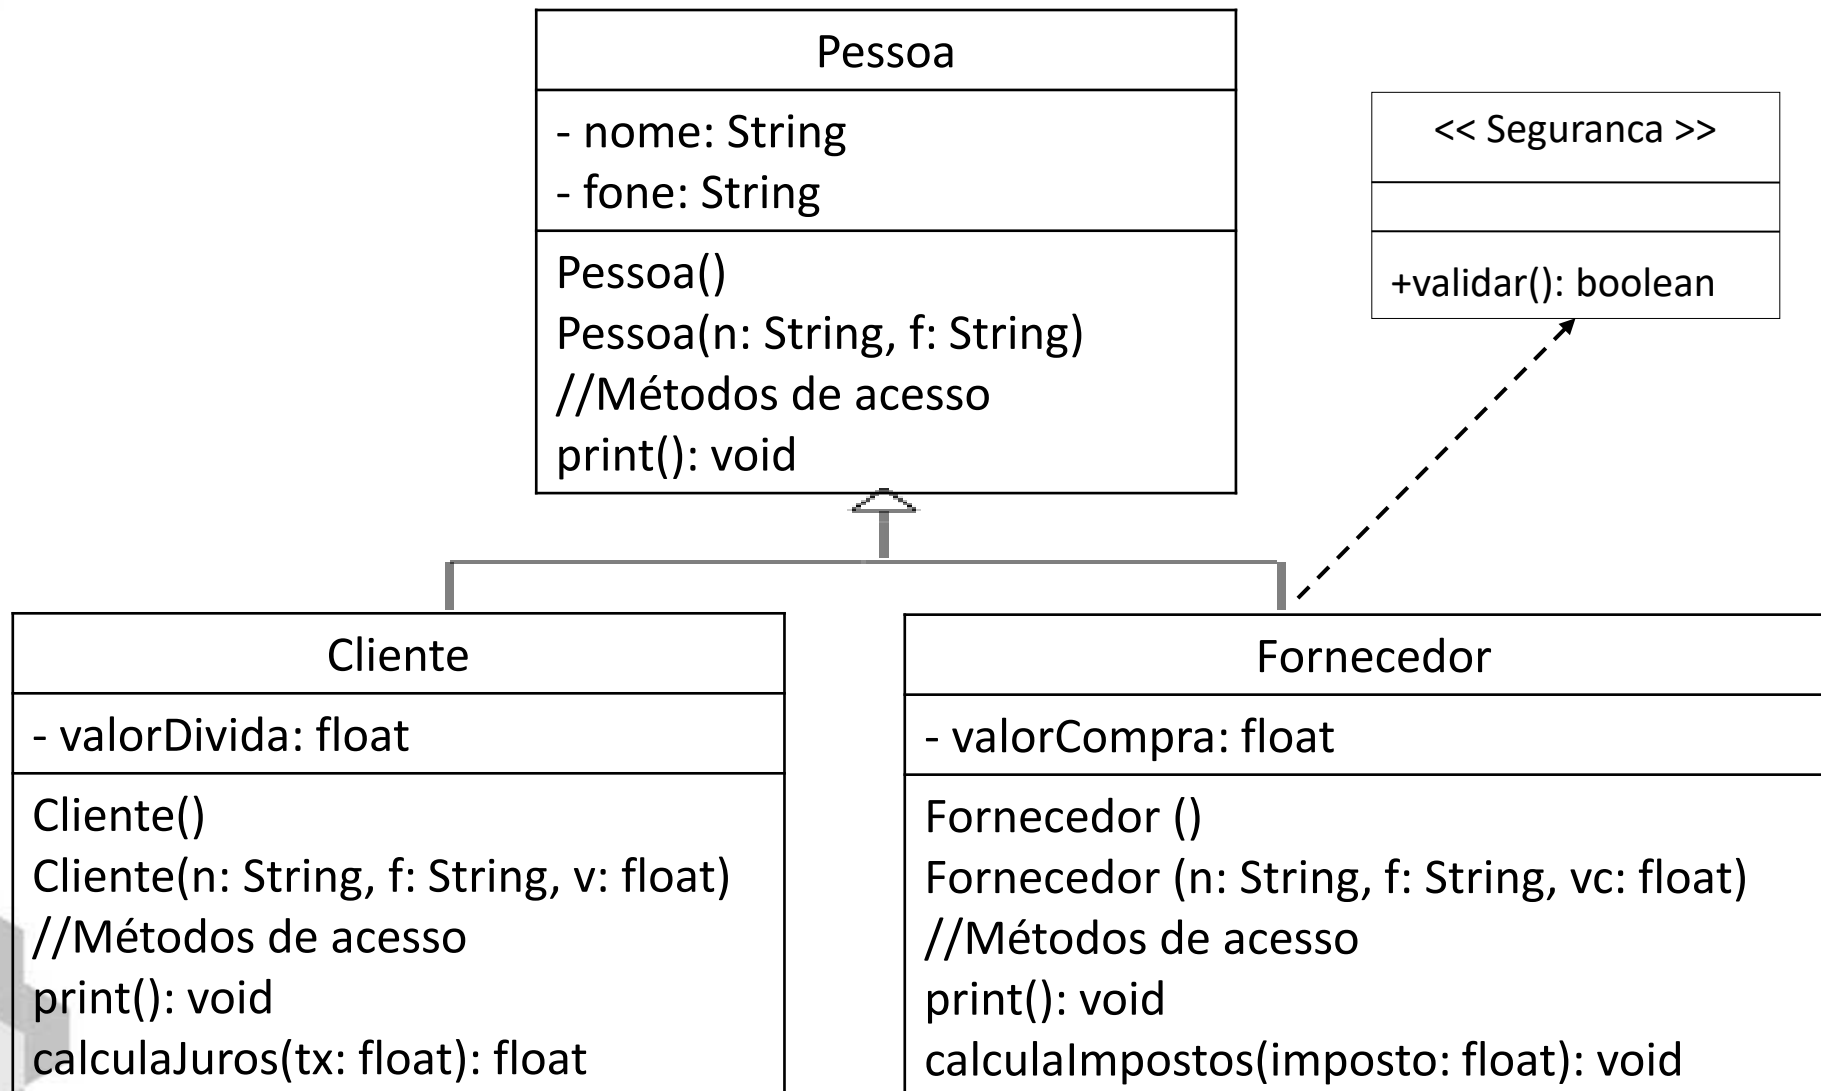 Pessoa
- nome: String
- fone: String
Pessoa()
Pessoa(n: String, f: String)
//Métodos de acesso
print(): void
<< Seguranca >>
+validar(): boolean
Cliente
- valorDivida: float
Cliente()
Cliente(n: String, f: String, v: float)
//Métodos de acesso
print(): void
calculaJuros(tx: float): float
Fornecedor
- valorCompra: float
Fornecedor ()
Fornecedor (n: String, f: String, vc: float)
//Métodos de acesso
print(): void
calculaImpostos(imposto: float): void